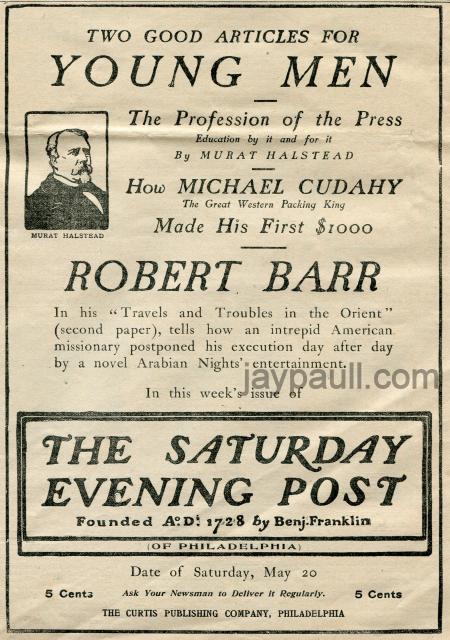 TWO GOOD ARTICLES FOR
YOUNG MEN
The Profession of the Press
Education by it and for it
By MURAT HALSTEAD
MURAT HALSTEAD
How MICHAEL CUDAHY
The Great Western Packing King
Made His First $1000
ROBERT BARR
In his "Travels and Troubles in the Orient"
(second paper), tells how an intrepid American
missionary postponed his execution day after day
by a novel Arabian Nights' entertainment.
jaypaull.com
In this week's issue of
THE SATURDAY
EVENING POST
Founded Ao. Di. 1728 by Benj. Franklin
(OF PHILADELPHIA)
Date of Saturday, May 20
5 Cents Ask Your Newsman to Deliver it Regularly. 5 Cents
THE CURTIS PUBLISHING COMPANY, PHILADELPHIA